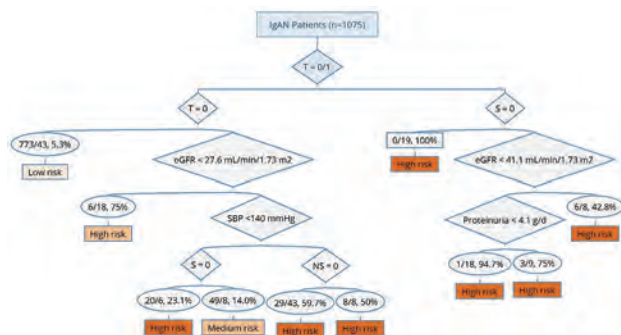 IgAN Patients (n=1075)
T = 0/1
T = 0
S = 0
773/43, 5.3%
Low risk
eGFR < 27.6 mL/min/1.73 m2
0/19, 100%
High risk
eGFR < 41.1 mL/min/1.73 m2
6/18, 75%
High risk
SBP <140 mmHg
Proteinuria < 4.1 g/d
6/8, 42.8%
High risk
S = 0
NS = 0
1/18, 94.7%
High risk
3/9, 75%
High risk
20/6, 23.1%
High risk
49/8, 14.0%
Medium risk
29/43, 59.7%
High risk
8/8, 50%
High risk